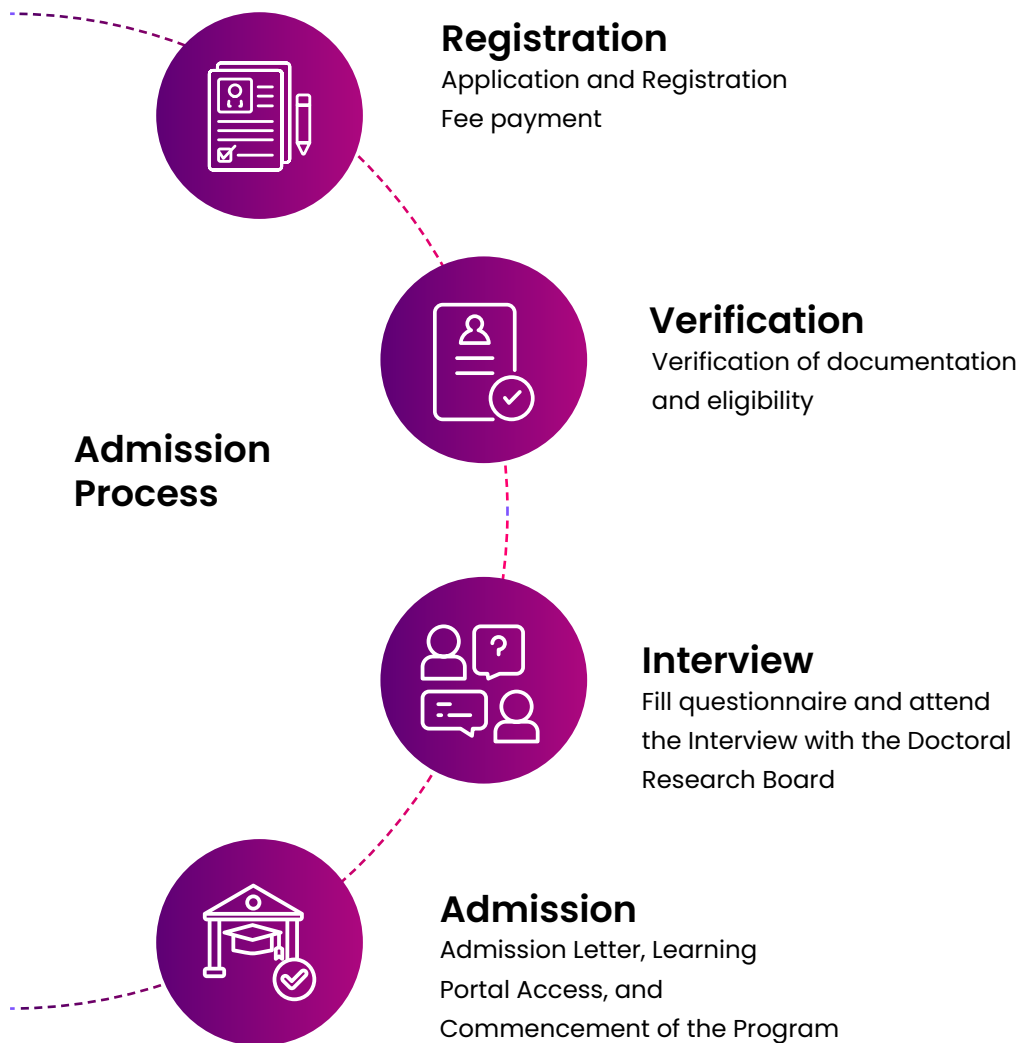 Registration
Application and Registration
Fee payment
Verification
Verification of documentation
and eligibility
Admission
Process
Interview
Fill questionnaire and attend
the Interview with the Doctoral
Research Board
Admission
Admission Letter, Learning
Portal Access, and
Commencement of the Program